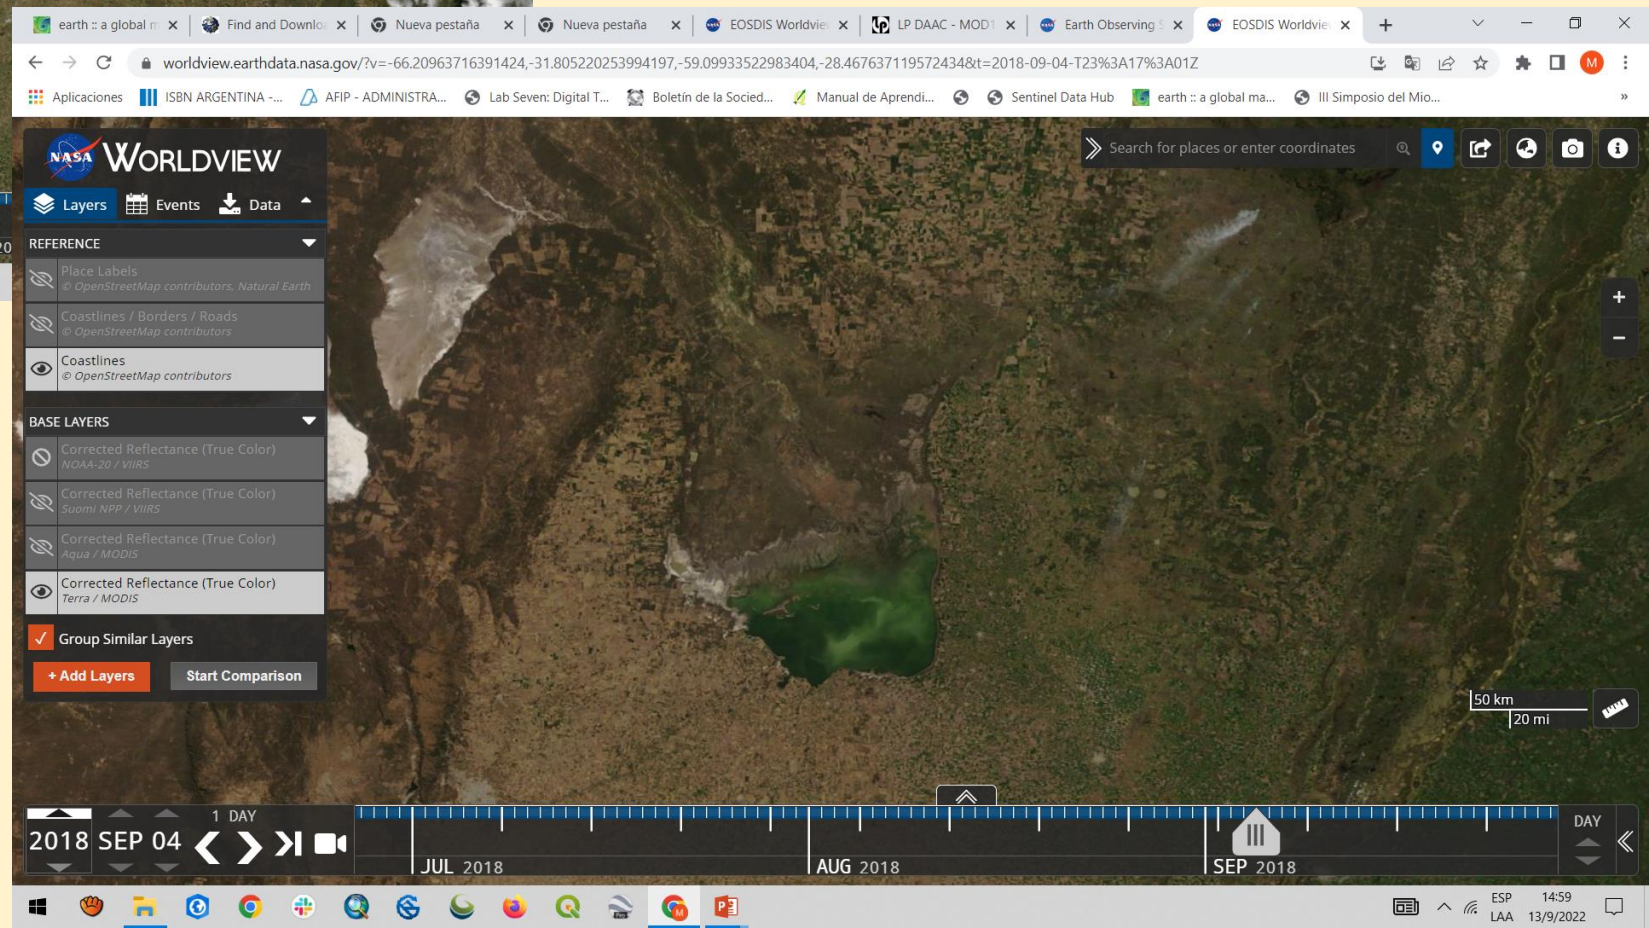 earth :: a global m
Find and Downlo
Nueva pestaña
Nueva pestaña
EOSDIS Worldvie
LP DAAC - MOD1
Earth Observing S
EOSDIS Worldvie
worldview.earthdata.nasa.gov/?v=-66.20963716391424,-31.805220253994197,-59.09933522983404,-28.467637119572434&t=2018-09-04-T23%3A17%3A01Z
M
Aplicaciones
ISBN ARGENTINA -...
AFIP - ADMINISTRA...
Lab Seven: Digital T...
Boletín de la Socied...
Manual de Aprendi...
Sentinel Data Hub
earth :: a global ma...
III Simposio del Mio...
»
NASA WORLDVIEW
Search for places or enter coordinates
Layers Events Data
REFERENCE
20
Place Labels
© OpenStreetMap contributors, Natural Earth
Coastlines / Borders / Roads
© OpenStreetMap contributors
Coastlines
© OpenStreetMap contributors
BASE LAYERS
Corrected Reflectance (True Color)
NOAA-20 / VIIRS
Corrected Reflectance (True Color)
Suomi NPP / VIIRS
Corrected Reflectance (True Color)
Aqua / MODIS
Corrected Reflectance (True Color)
Terra / MODIS
Group Similar Layers
+ Add Layers Start Comparison
50 km
20 mi
1 DAY
2018 SEP 04
JUL 2018
AUG 2018
SEP 2018
DAY
ESP
LAA
14:59
13/9/2022